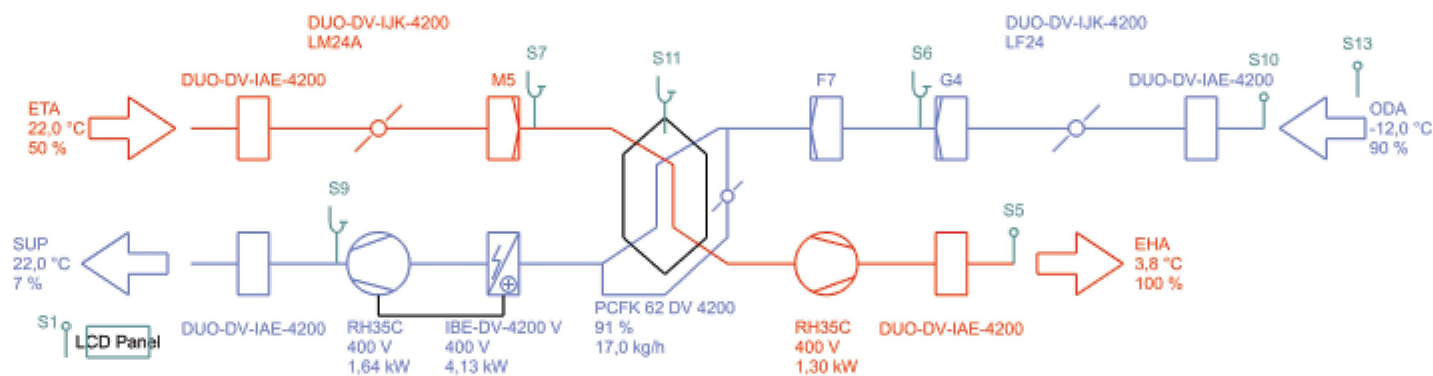 DUO-DV-IJK-4200
LM24A
DUO-DV-IJK-4200
LF24
S7
S11
S6
S10
S13
DUO-DV-IAE-4200
M5
F7
G4
DUO-DV-IAE-4200
ETA
22,0 °C
50 %
ODA
-12,0 °C
90 %
S9
S5
SUP
22,0 °C
7 %
EHA
3,8 °C
100 %
S1
LCD Panel
DUO-DV-IAE-4200
RH35C
400 V
1,64 kW
IBE-DV-4200 V
400 V
4,13 kW
PCFK 62 DV 4200
91 %
17,0 kg/h
RH35C
400 V
1,30 kW
DUO-DV-IAE-4200